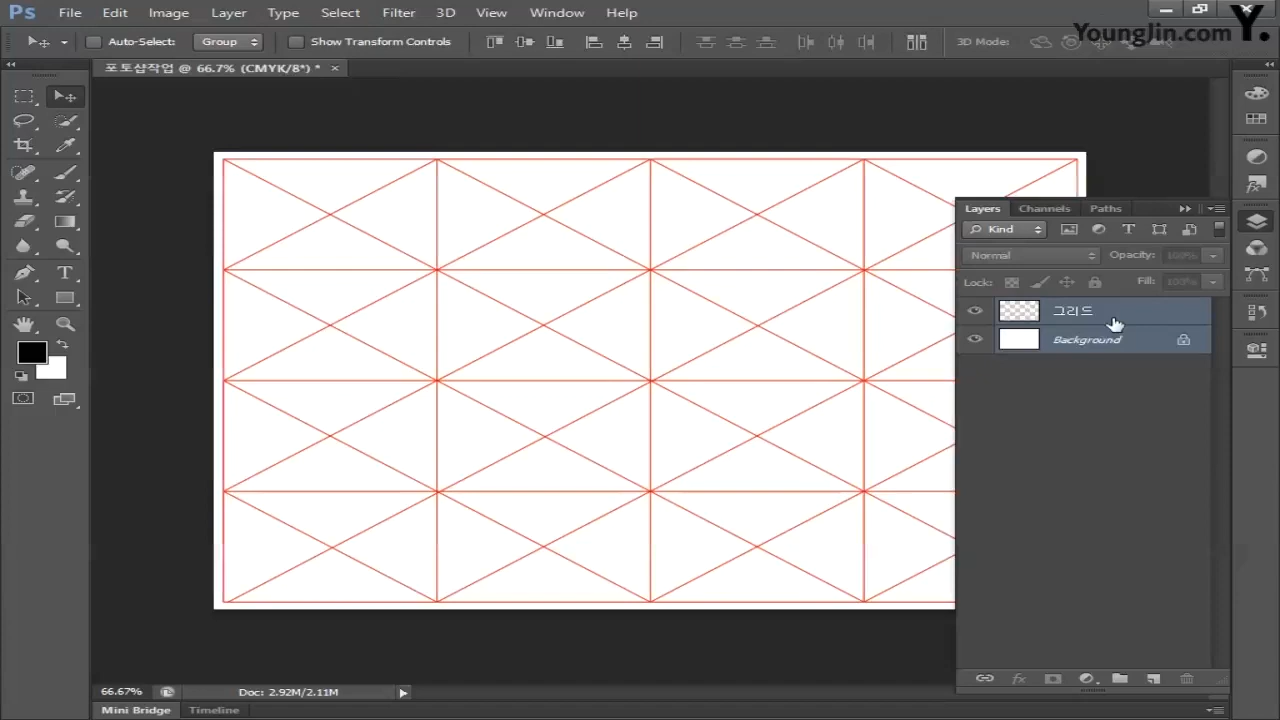 Ps File Edit Image Layer Type Select Filter 3D View Window Help
YoungJin.com Y.
Auto-Select: Group Show Transform Controls 3D Mode:
포토샵작업 @ 66.7% (CMYK/8*) * ×
Layers Channels Paths
Kind
Normal Opacity: 100%
Lock: Fill: 100%
그리드
Background
66.67% Doc: 2.92M/2.11M
Mini Bridge Timeline